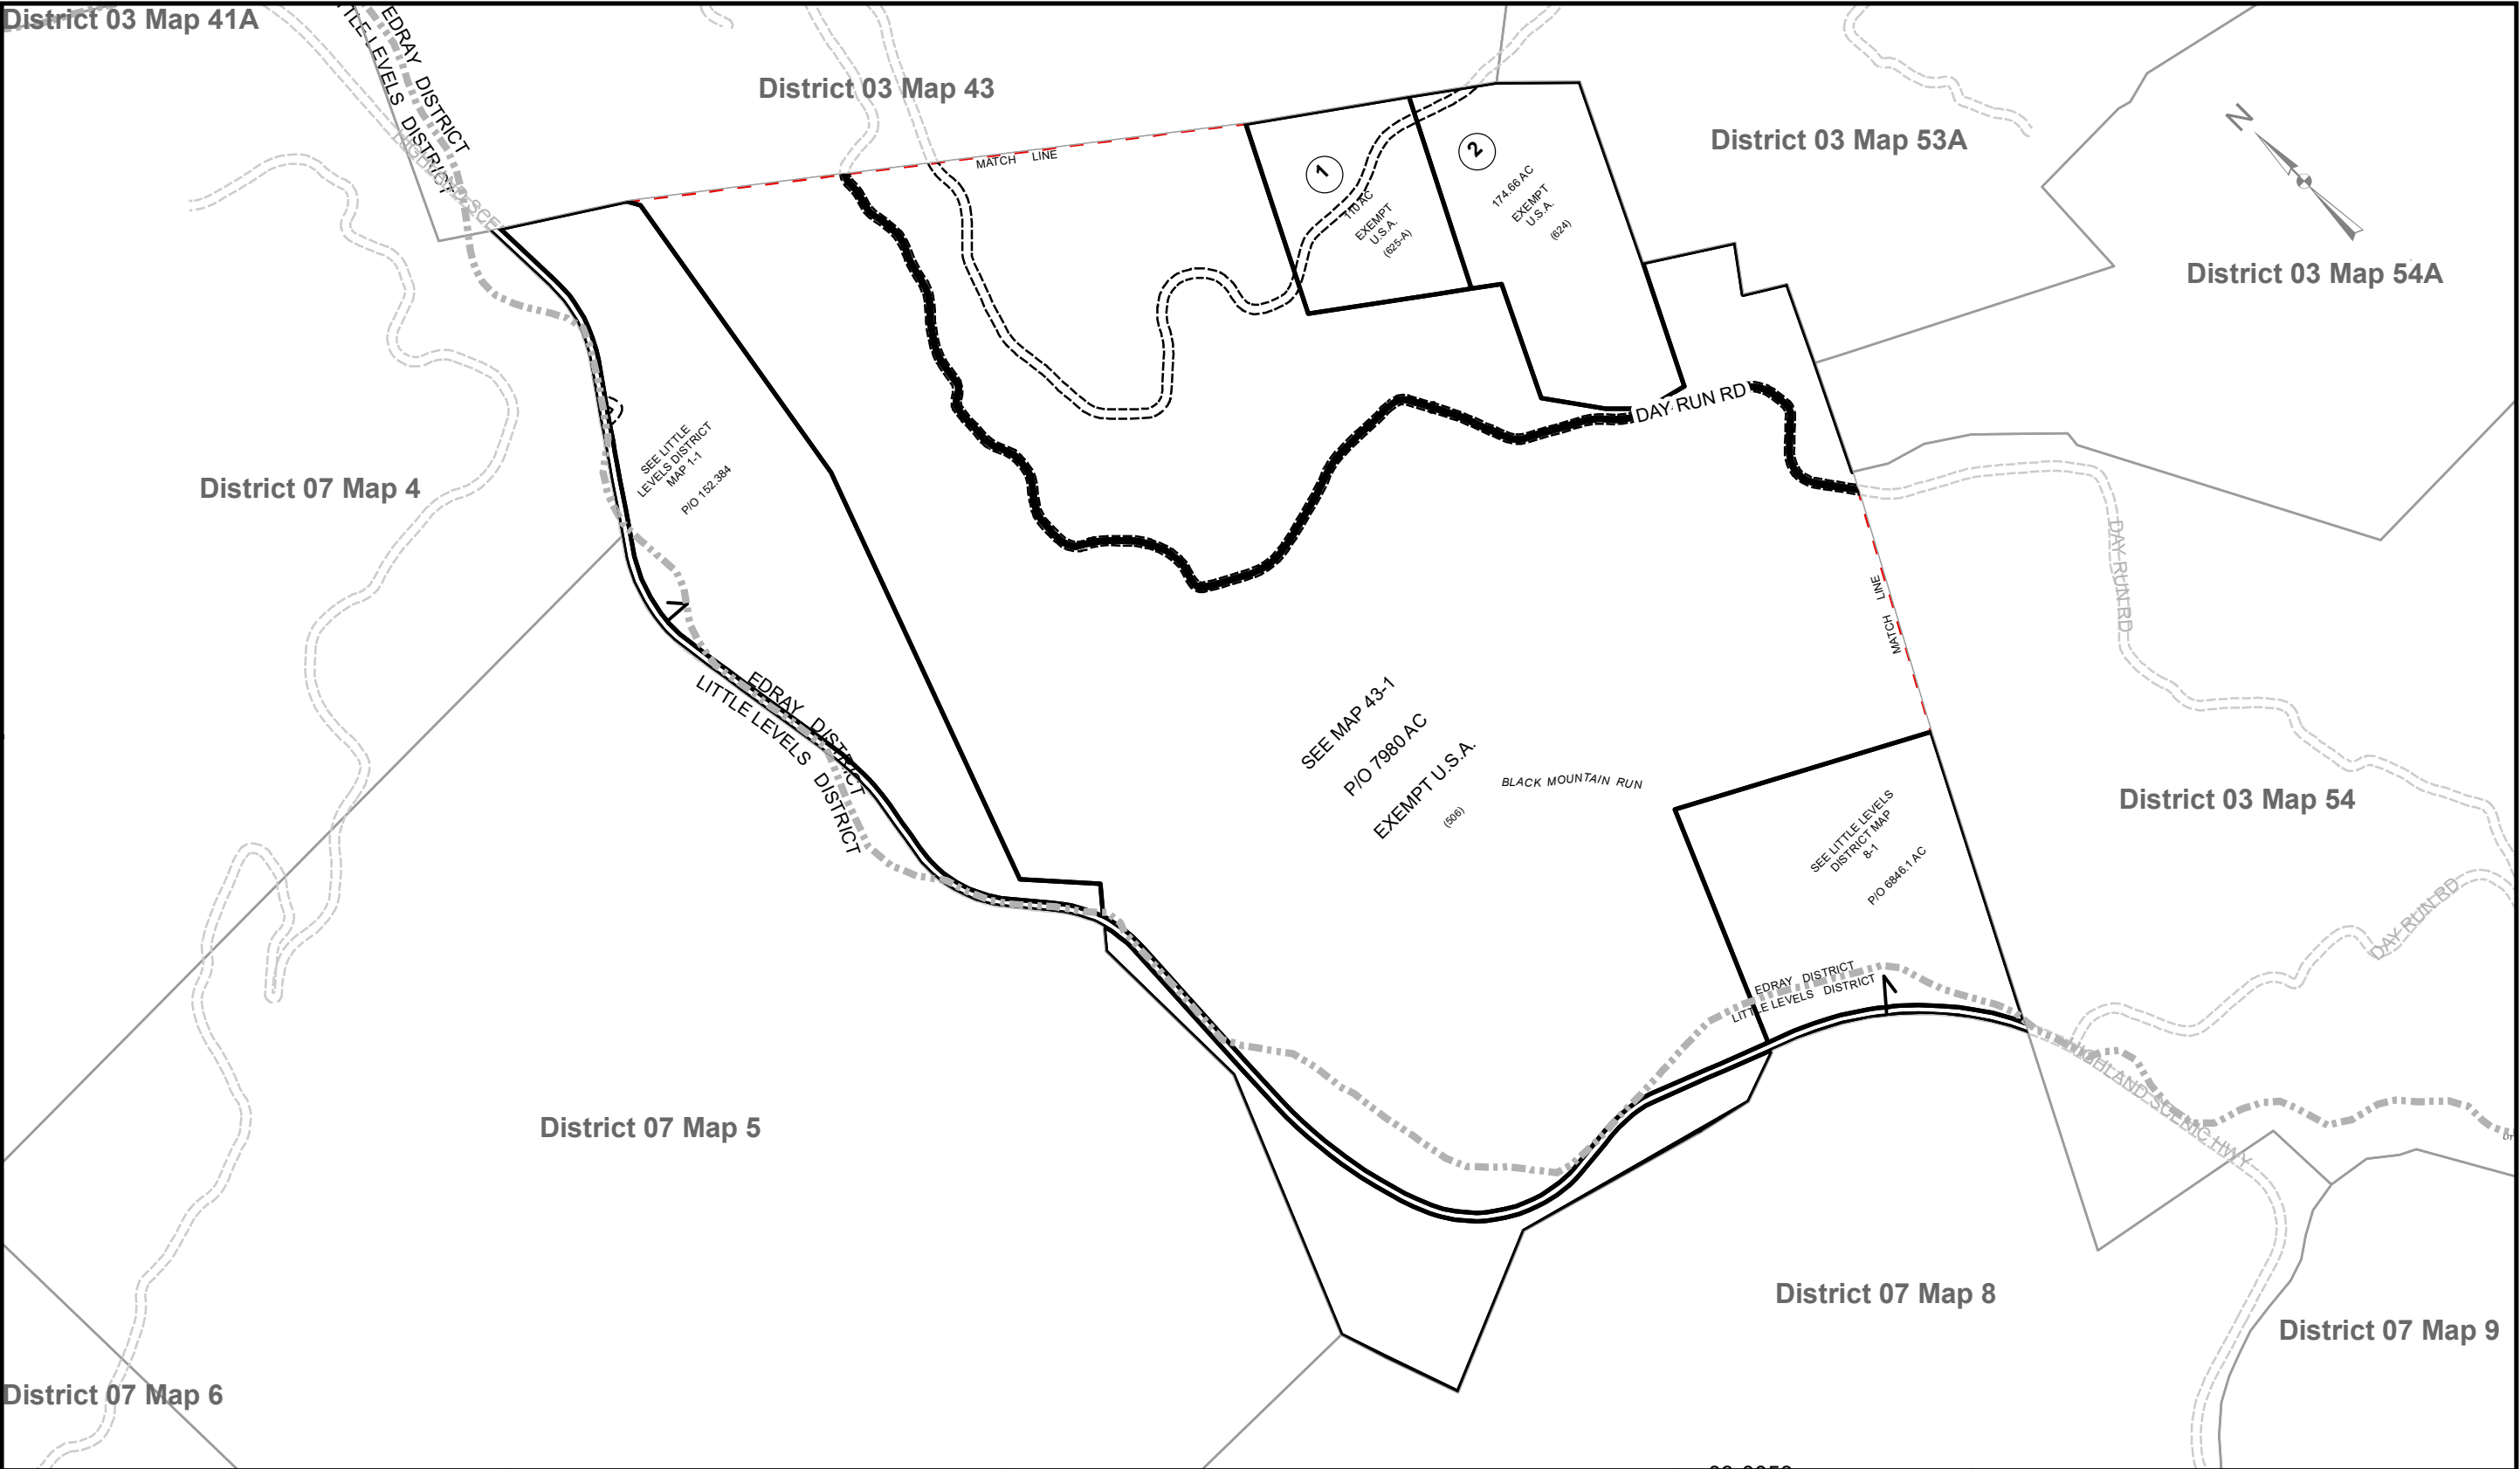 District 03 Map 41A
EDRAY DISTRICT
LEVELS DISTRICT
District 03 Map 43
District 03 Map 53A
N
District 03 Map 54A
MATCH LINE
1
110 AC
EXEMPT
U.S.A.
(625-A)
2
174.66 AC
EXEMPT
U.S.A.
(624)
DAY RUN RD
District 07 Map 4
SEE LITTLE
LEVELS DISTRICT
MAP 1-1
P/O 152.384
DAY RUN RD
MATCH LINE
EDRAY DISTRICT
LITTLE LEVELS DISTRICT
SEE MAP 43-1
P/O 7980 AC
EXEMPT U.S.A.
(506)
BLACK MOUNTAIN RUN
SEE LITTLE LEVELS
DISTRICT MAP
8-1
P/O 6846.1 AC
District 03 Map 54
DAY RUN RD
EDRAY DISTRICT
LITTLE LEVELS DISTRICT
HIGHLAND SCENIC HWY
District 07 Map 5
District 07 Map 8
District 07 Map 9
District 07 Map 6